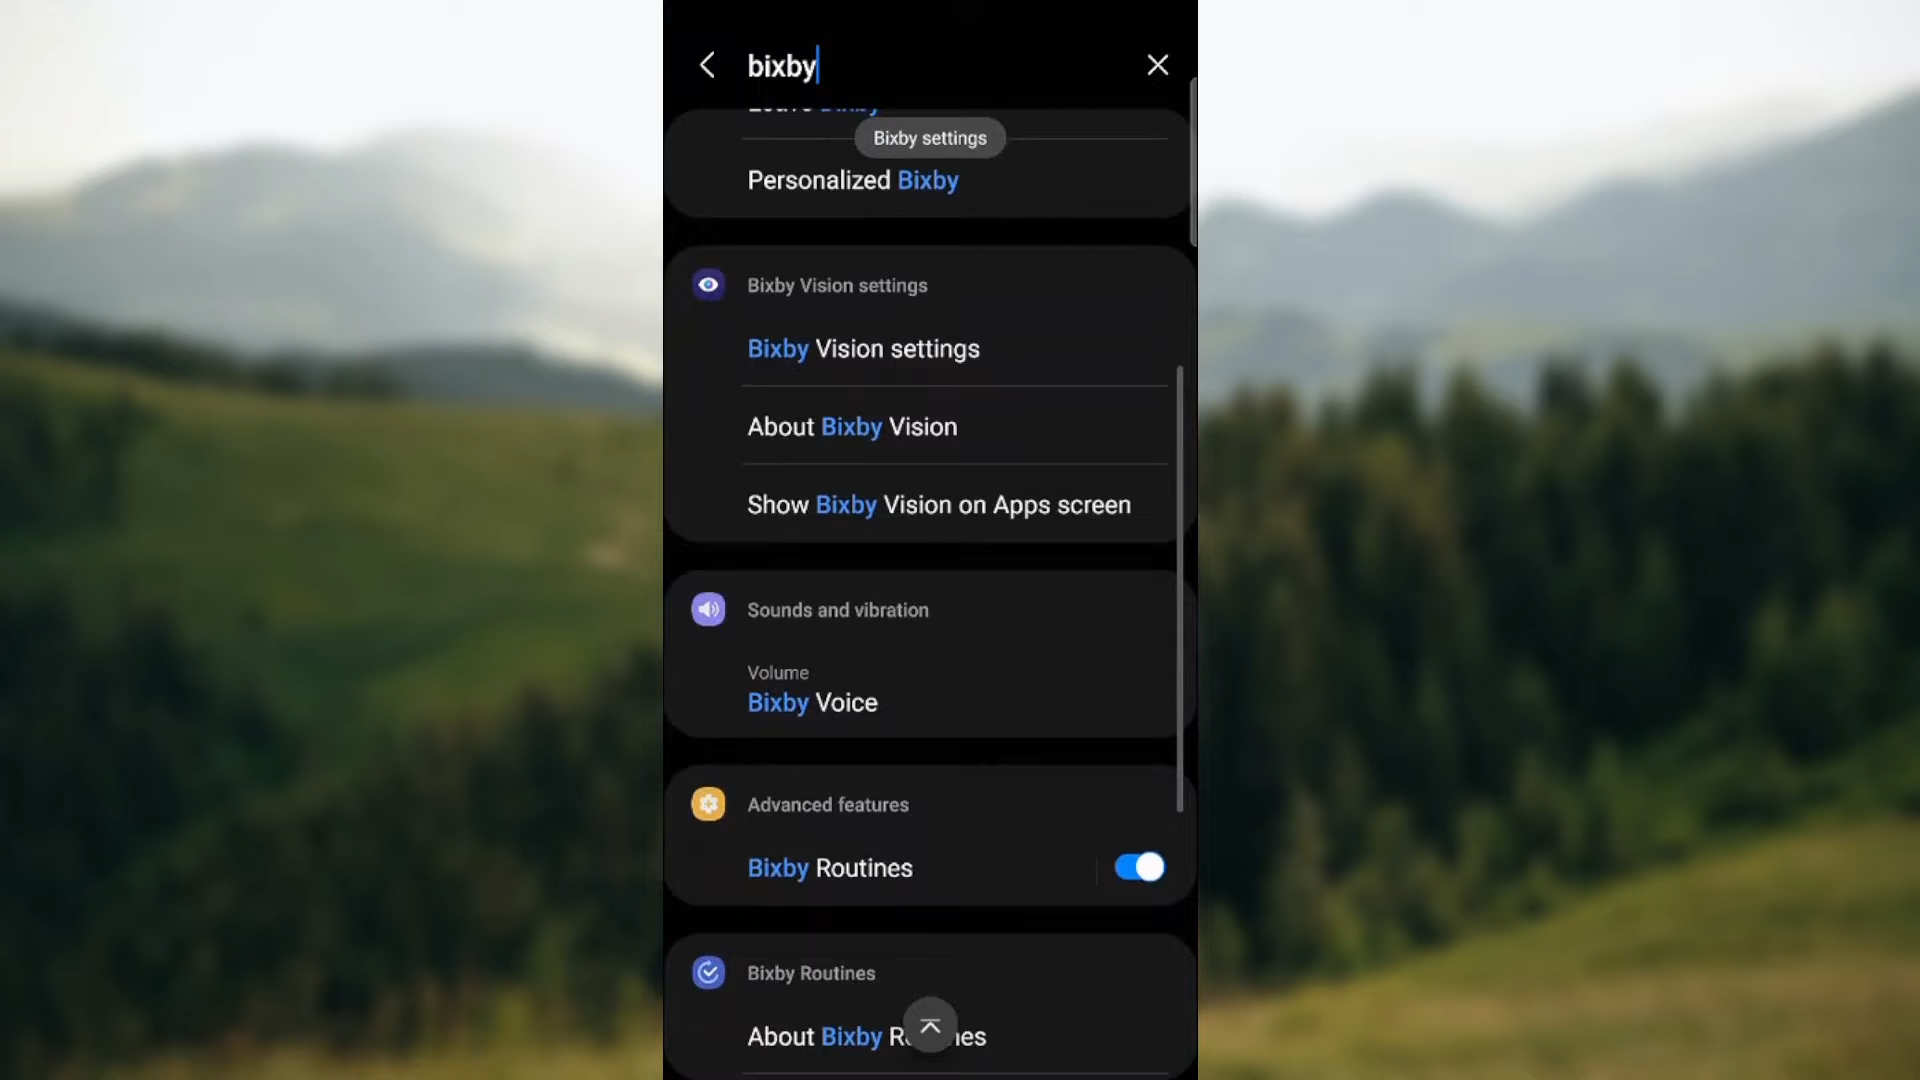 bixby
Bixby settings
Personalized Bixby
Bixby Vision settings
Bixby Vision settings
About Bixby Vision
Show Bixby Vision on Apps screen
Sounds and vibration
Volume
Bixby Voice
Advanced features
Bixby Routines
Bixby Routines
About Bixby